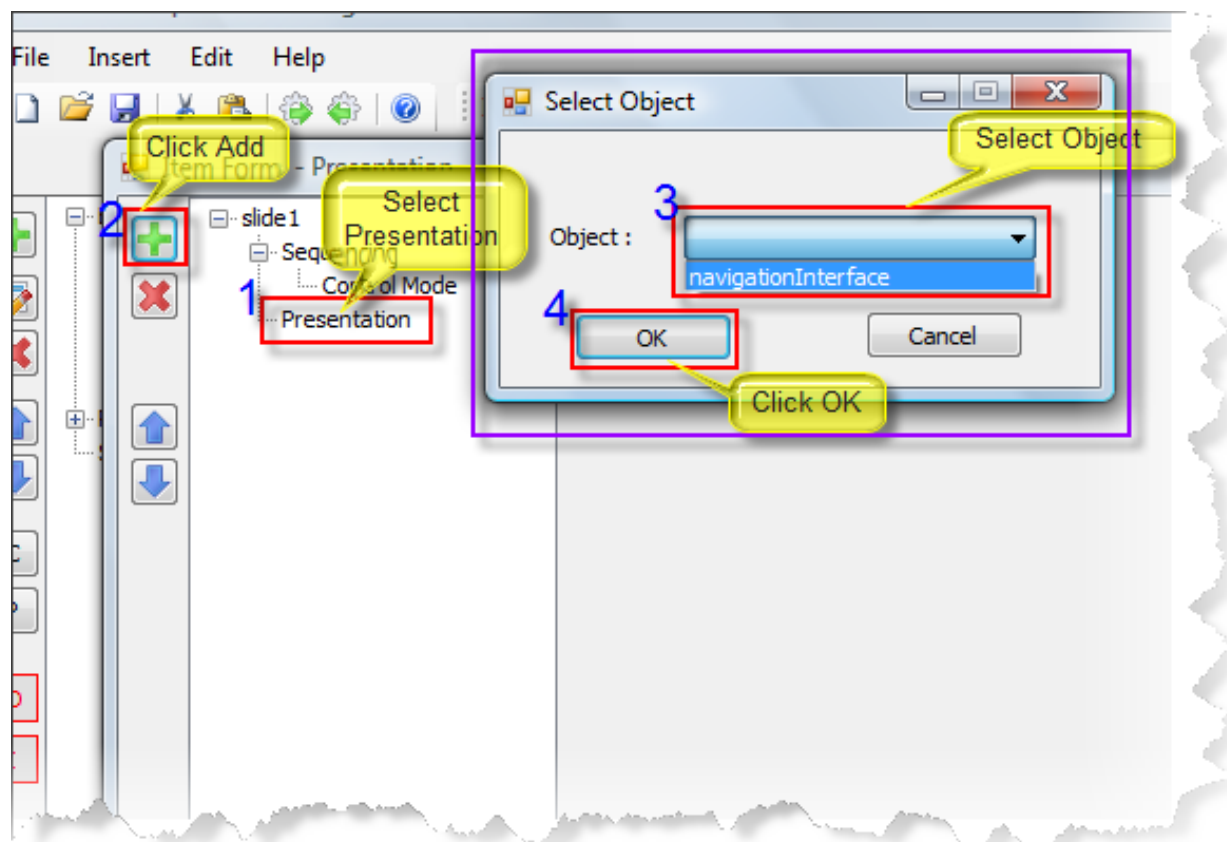 File Insert Edit Help
Select Object
Select Object
Click Add
Item Form - Presentation
2
slide1
Select
Presentation
3
Object :
Sequencing
navigationInterface
Control Mode
1
Presentation
4
OK
Cancel
Click OK